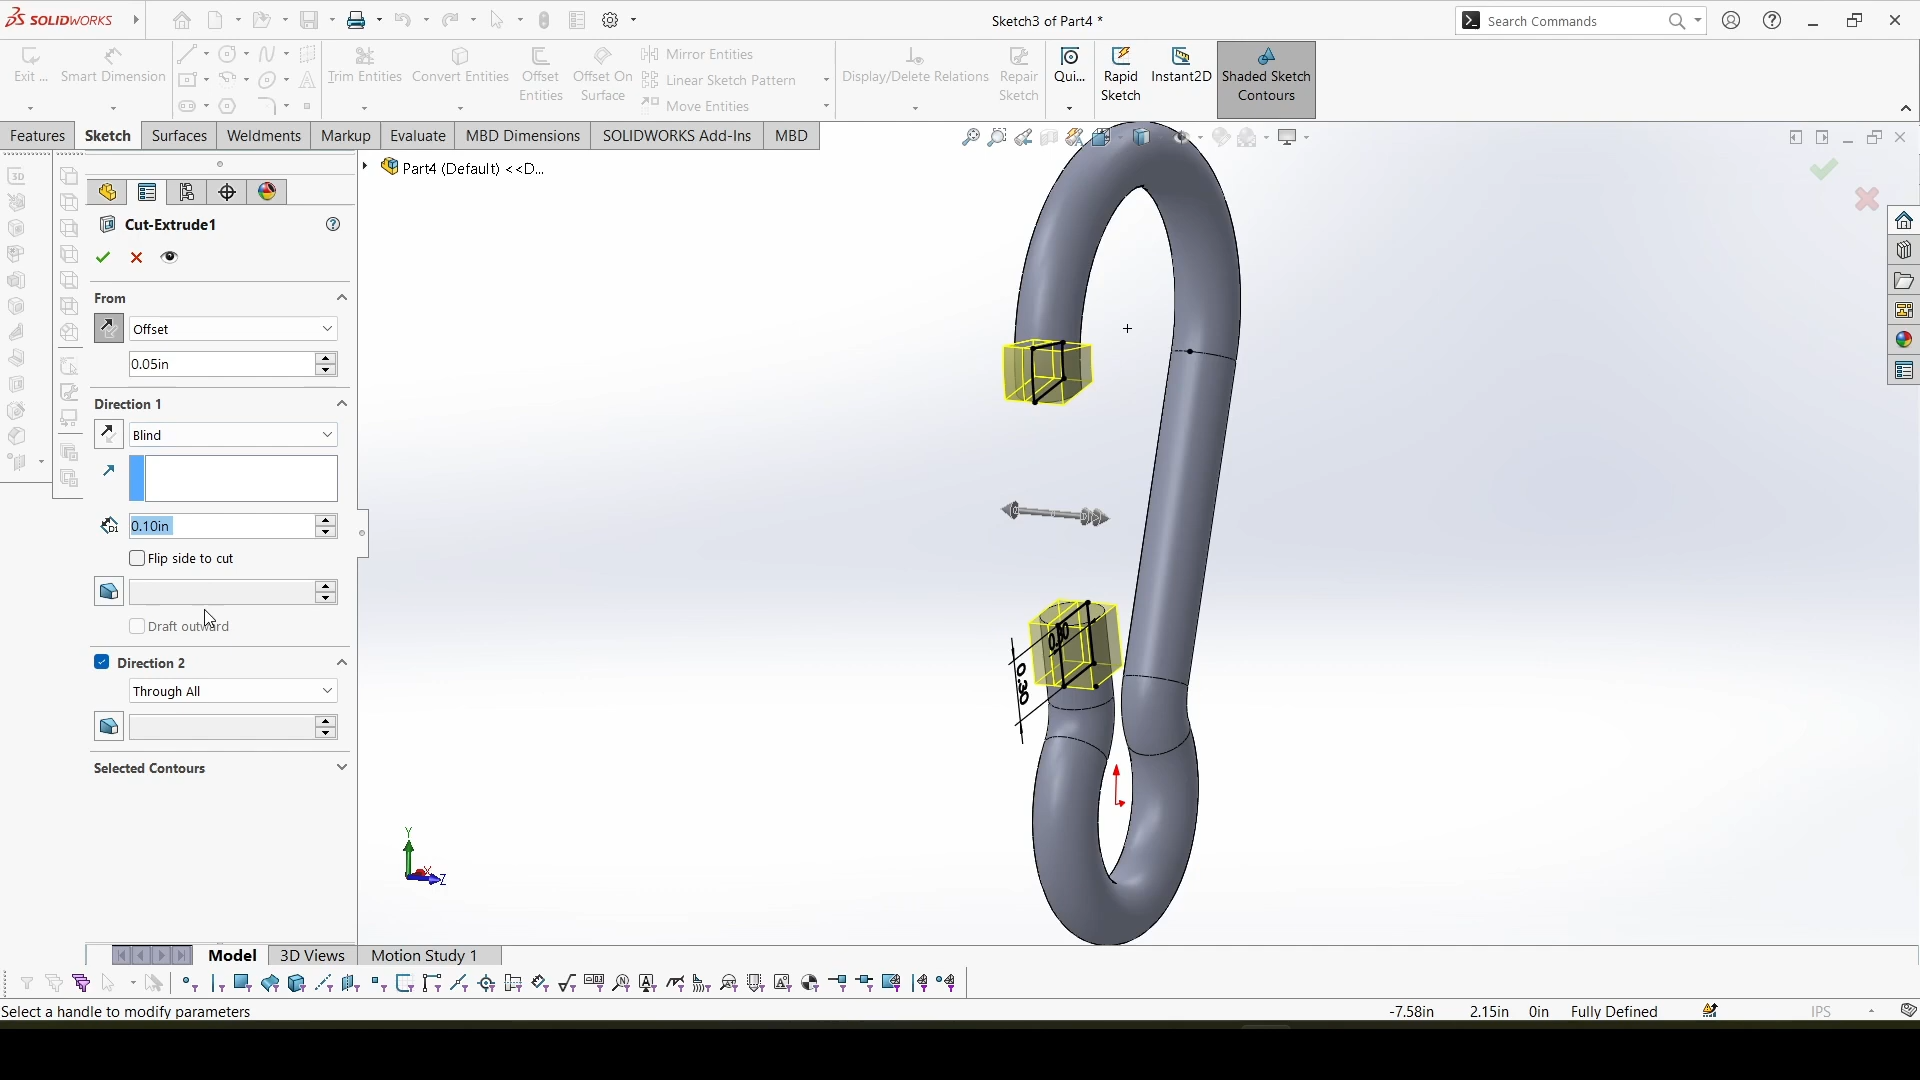 SOLIDWORKS
Sketch3 of Part4 *
Search Commands
Exit ...
Smart Dimension
Trim Entities
Convert Entities
Offset Entities
Offset On Surface
Mirror Entities
Linear Sketch Pattern
Move Entities
Display/Delete Relations
Repair Sketch
Qui...
Rapid Sketch
Instant2D
Shaded Sketch Contours
Features
Sketch
Surfaces
Weldments
Markup
Evaluate
MBD Dimensions
SOLIDWORKS Add-Ins
MBD
Part4 (Default) <<D...
Cut-Extrude1
From
Offset
0.05in
Direction 1
Blind
0.10in
Flip side to cut
Draft outward
Direction 2
Through All
Selected Contours
0.30
Y
Z
Model
3D Views
Motion Study 1
Select a handle to modify parameters
-7.58in
2.15in
0in
Fully Defined
IPS